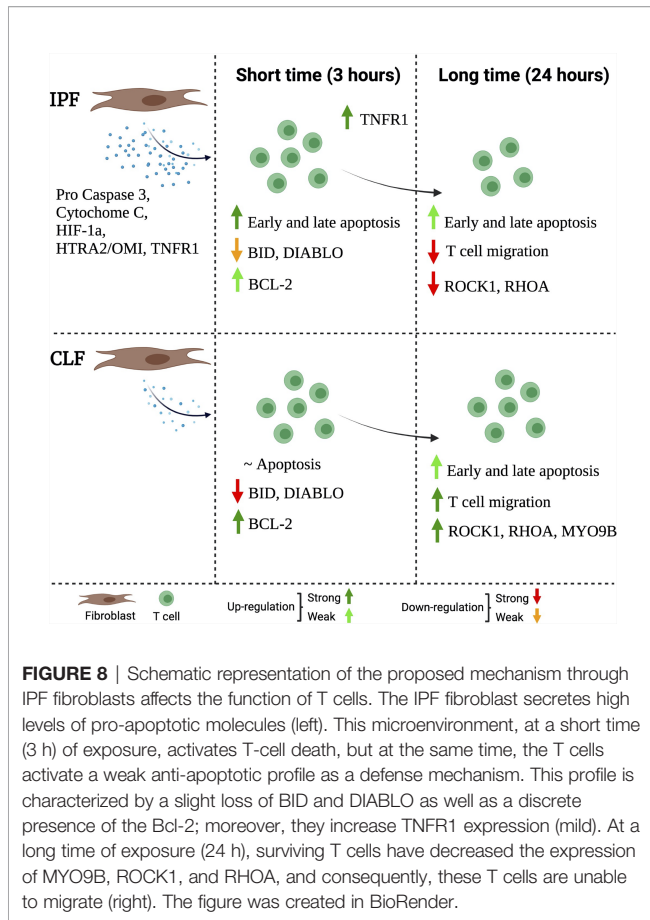 Short time (3 hours)
Long time (24 hours)
IPF
TNFR1
Pro Caspase 3,
Cytochome C,
HIF-1a,
HTRA2/OMI, TNFR1
Early and late apoptosis
BID, DIABLO
BCL-2
Early and late apoptosis
T cell migration
ROCK1, RHOA
CLF
~ Apoptosis
BID, DIABLO
BCL-2
Early and late apoptosis
T cell migration
ROCK1, RHOA, MYO9B
Fibroblast
T cell
Up-regulation
Strong
Weak
Down-regulation
Strong
Weak
FIGURE 8 | Schematic representation of the proposed mechanism through
IPF fibroblasts affects the function of T cells. The IPF fibroblast secretes high
levels of pro-apoptotic molecules (left). This microenvironment, at a short time
(3 h) of exposure, activates T-cell death, but at the same time, the T cells
activate a weak anti-apoptotic profile as a defense mechanism. This profile is
characterized by a slight loss of BID and DIABLO as well as a discrete
presence of the Bcl-2; moreover, they increase TNFR1 expression (mild). At a
long time of exposure (24 h), surviving T cells have decreased the expression
of MYO9B, ROCK1, and RHOA, and consequently, these T cells are unable
to migrate (right). The figure was created in BioRender.